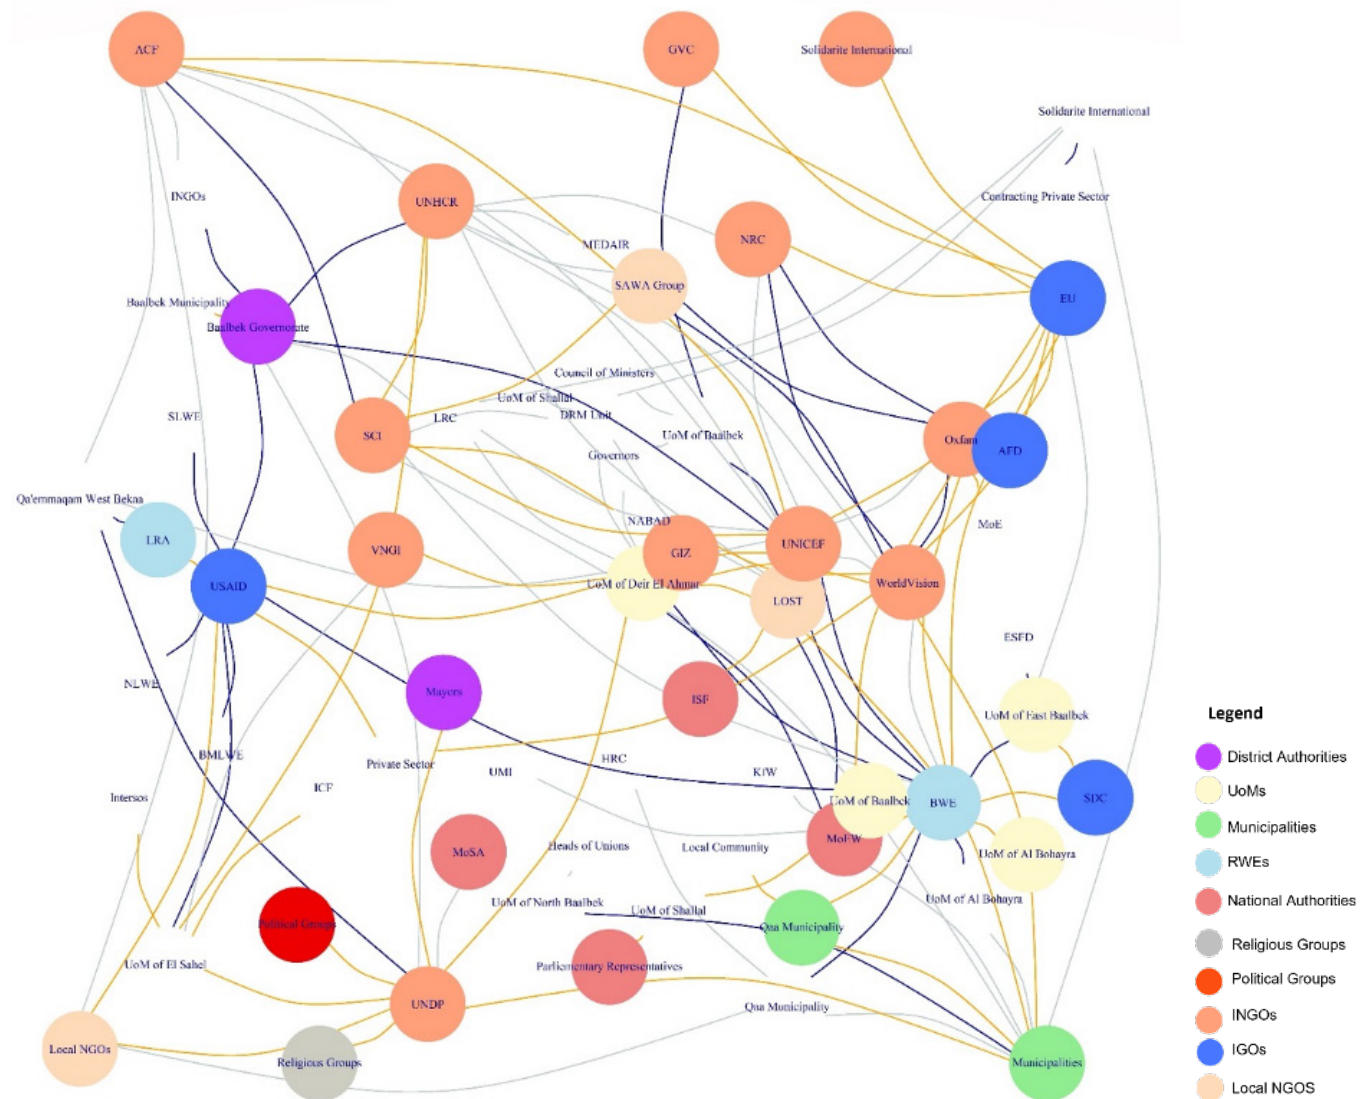 ACF
GVC
Solidarite International
Solidarite International
INGOs
UNHCR
Contracting Private Sector
NRC
MEDAIR
SAWA Group
EU
Baalbek Municipality
Baalbek Governorate
Council of Ministers
UoM of Shallal
SLWE
LRC
DRM Unit
SCI
UoM of Baalbek
Oxfam
AFD
Governors
Qa'emmaqam West Bekaa
NABAD
MoE
LRA
VNGI
GIZ
UNICEF
USAID
UoM of Deir El Ahmar
WorldVision
LOST
ESFD
NLWE
Mayors
ISF
UoM of East Baalbek
BMLWE
Private Sector
UMI
HRC
KfW
Intersos
ICF
UoM of Baalbek
BWE
SDC
MoSA
Heads of Unions
Local Community
MoEW
UoM of Al Bohayra
UoM of North Baalbek
UoM of Shallal
UoM of Al Bohayra
Political Groups
Qaa Municipality
UoM of El Sahel
Parliementary Representatives
UNDP
Qaa Municipality
Local NGOs
Religious Groups
Municipalities
Legend
District Authorities
UoMs
Municipalities
RWEs
National Authorities
Religious Groups
Political Groups
INGOs
IGOs
Local NGOS